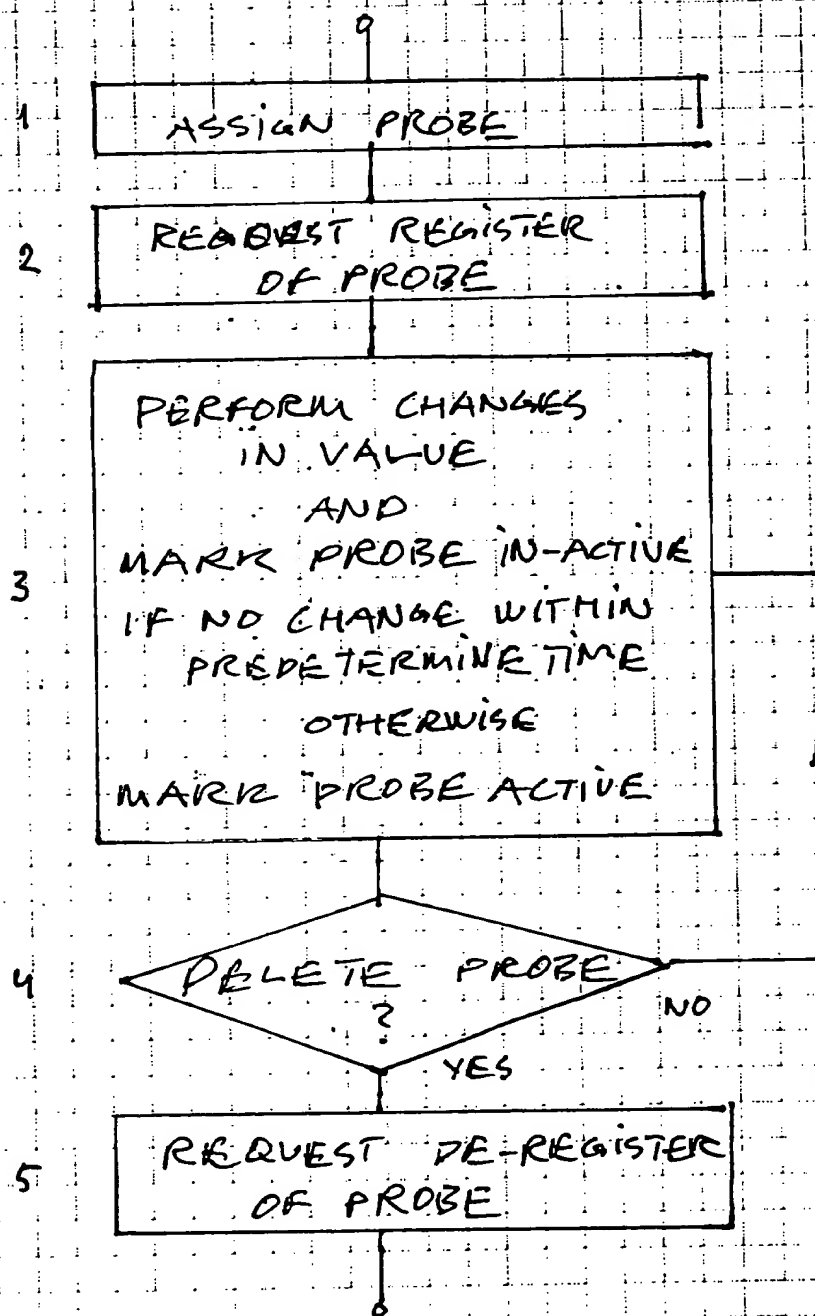 1
ASSIGN PROBE
2
REQUEST REGISTER
OF PROBE
3
PERFORM CHANGES
IN VALUE
AND
MARK PROBE IN-ACTIVE
IF NO CHANGE WITHIN
PREDETERMINE TIME
OTHERWISE
MARK PROBE ACTIVE
4
DELETE PROBE
?
NO
YES
5
REQUEST DE-REGISTER
OF PROBE